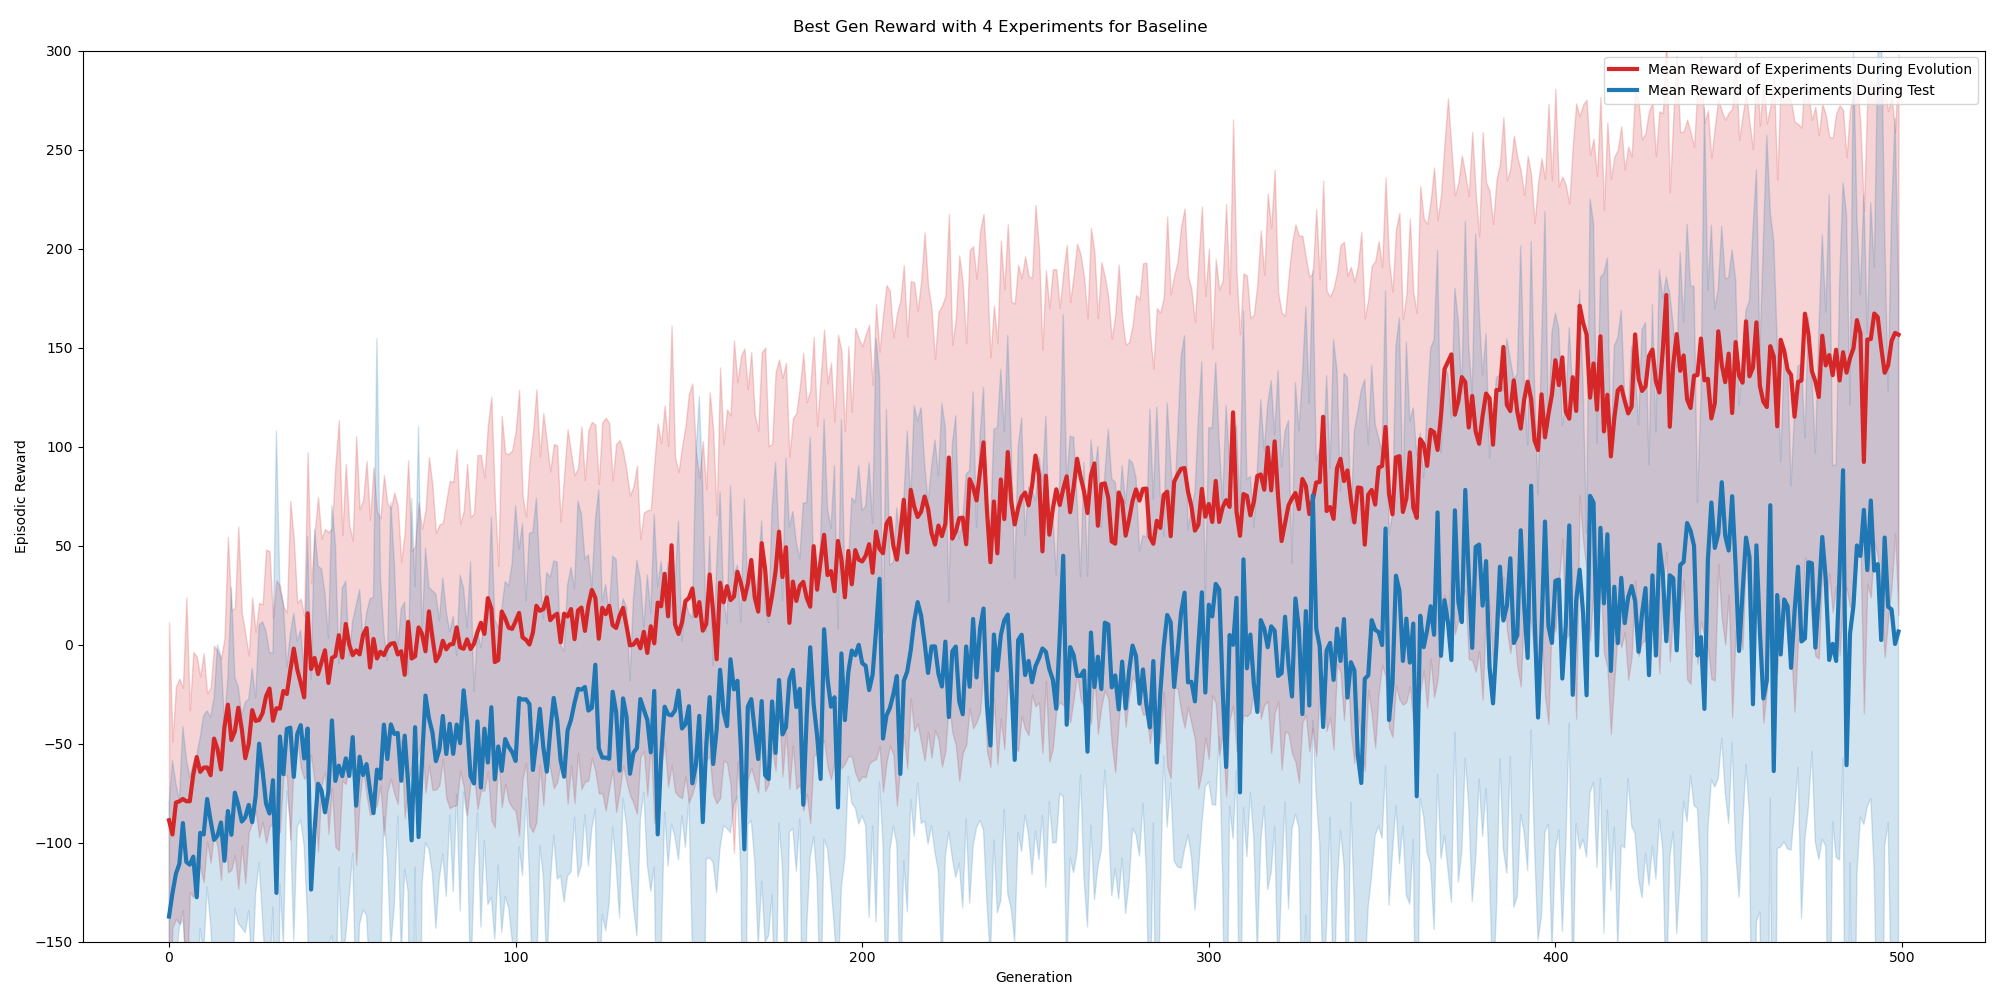 Best Gen Reward with 4 Experiments for Baseline
Mean Reward of Experiments During Evolution
Mean Reward of Experiments During Test
Episodic Reward
300
250
200
150
100
50
0
−50
−100
−150
0 100 200 300 400 500
Generation